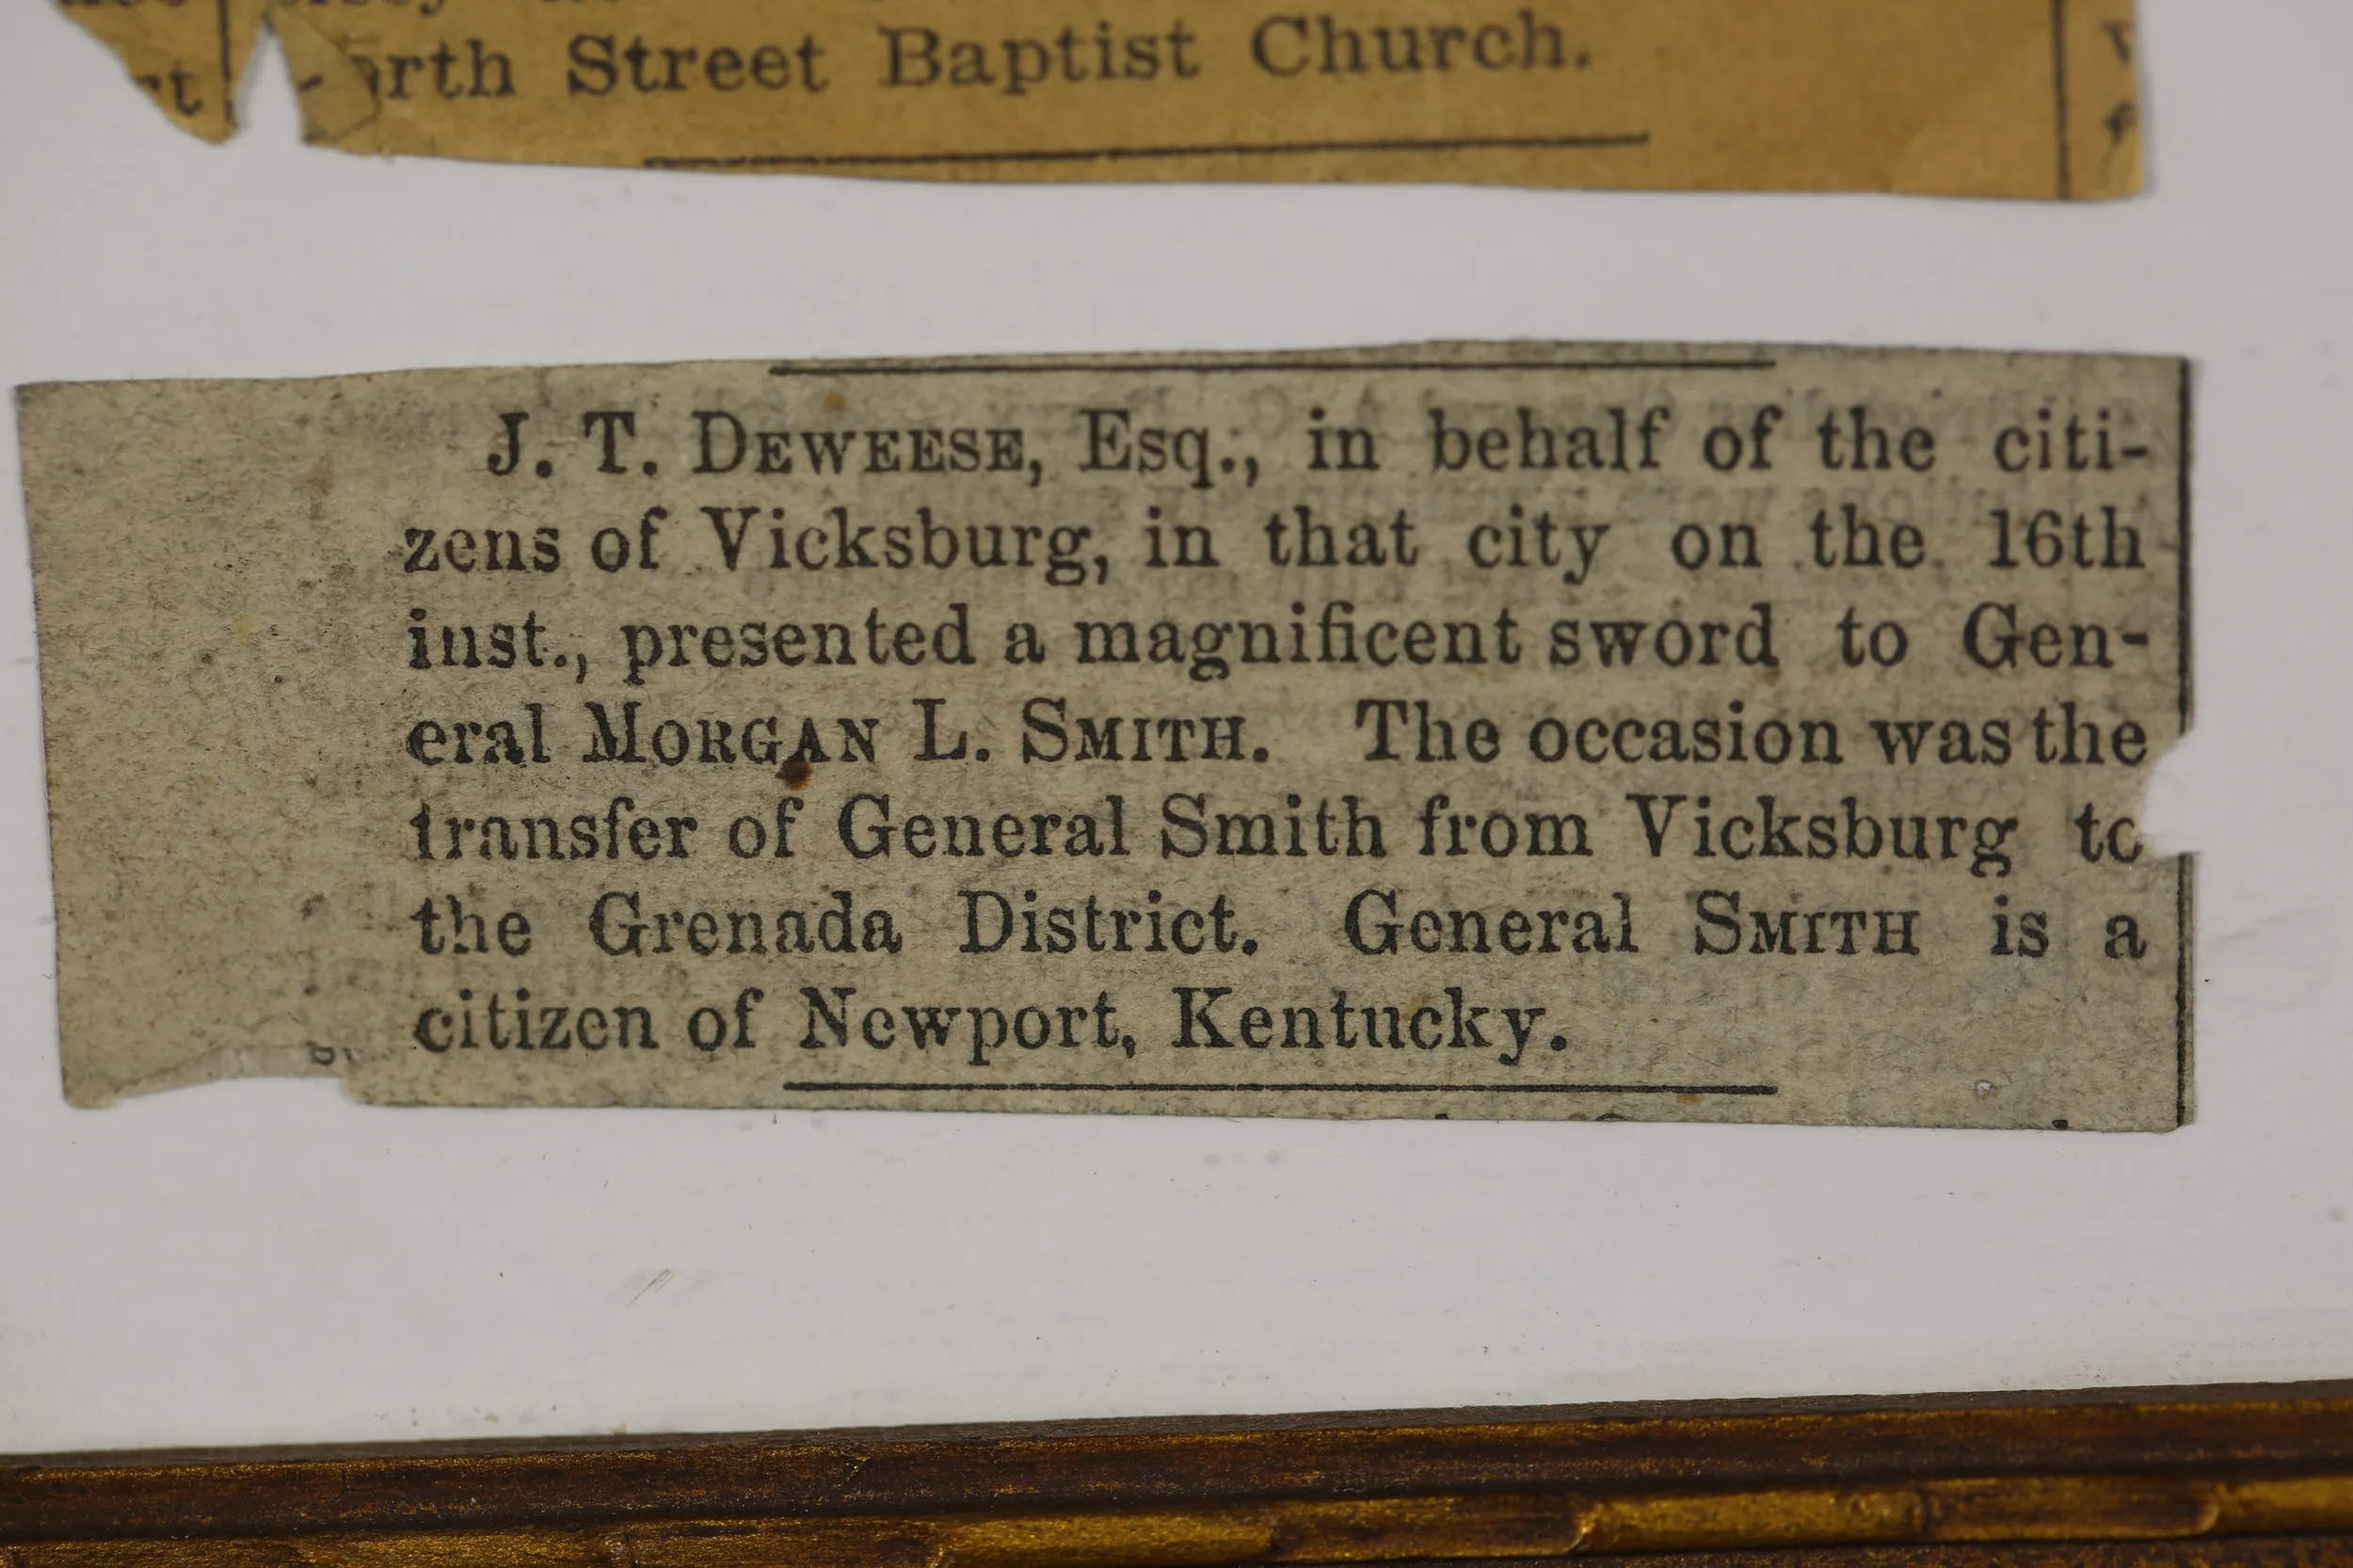 Street Baptist Church.
J. T. DEWEESE, Esq., in behalf of the citi-
zens of Vicksburg, in that city on the 16th
inst., presented a magnificent sword to Gen-
eral MORGAN L. SMITH. The occasion was the
transfer of General Smith from Vicksburg to
the Grenada District. General SMITH is a
citizen of Newport, Kentucky.